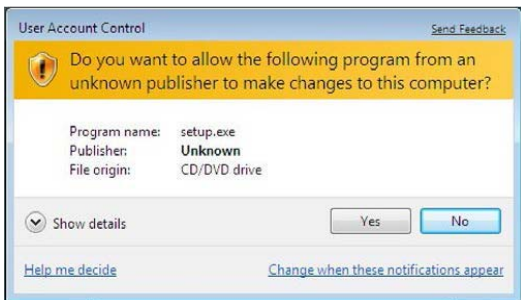 User Account Control
Send Feedback
Do you want to allow the following program from an
unknown publisher to make changes to this computer?
Program name: setup.exe
Publisher: Unknown
File origin: CD/DVD drive
Show details
Yes
No
Help me decide
Change when these notifications appear